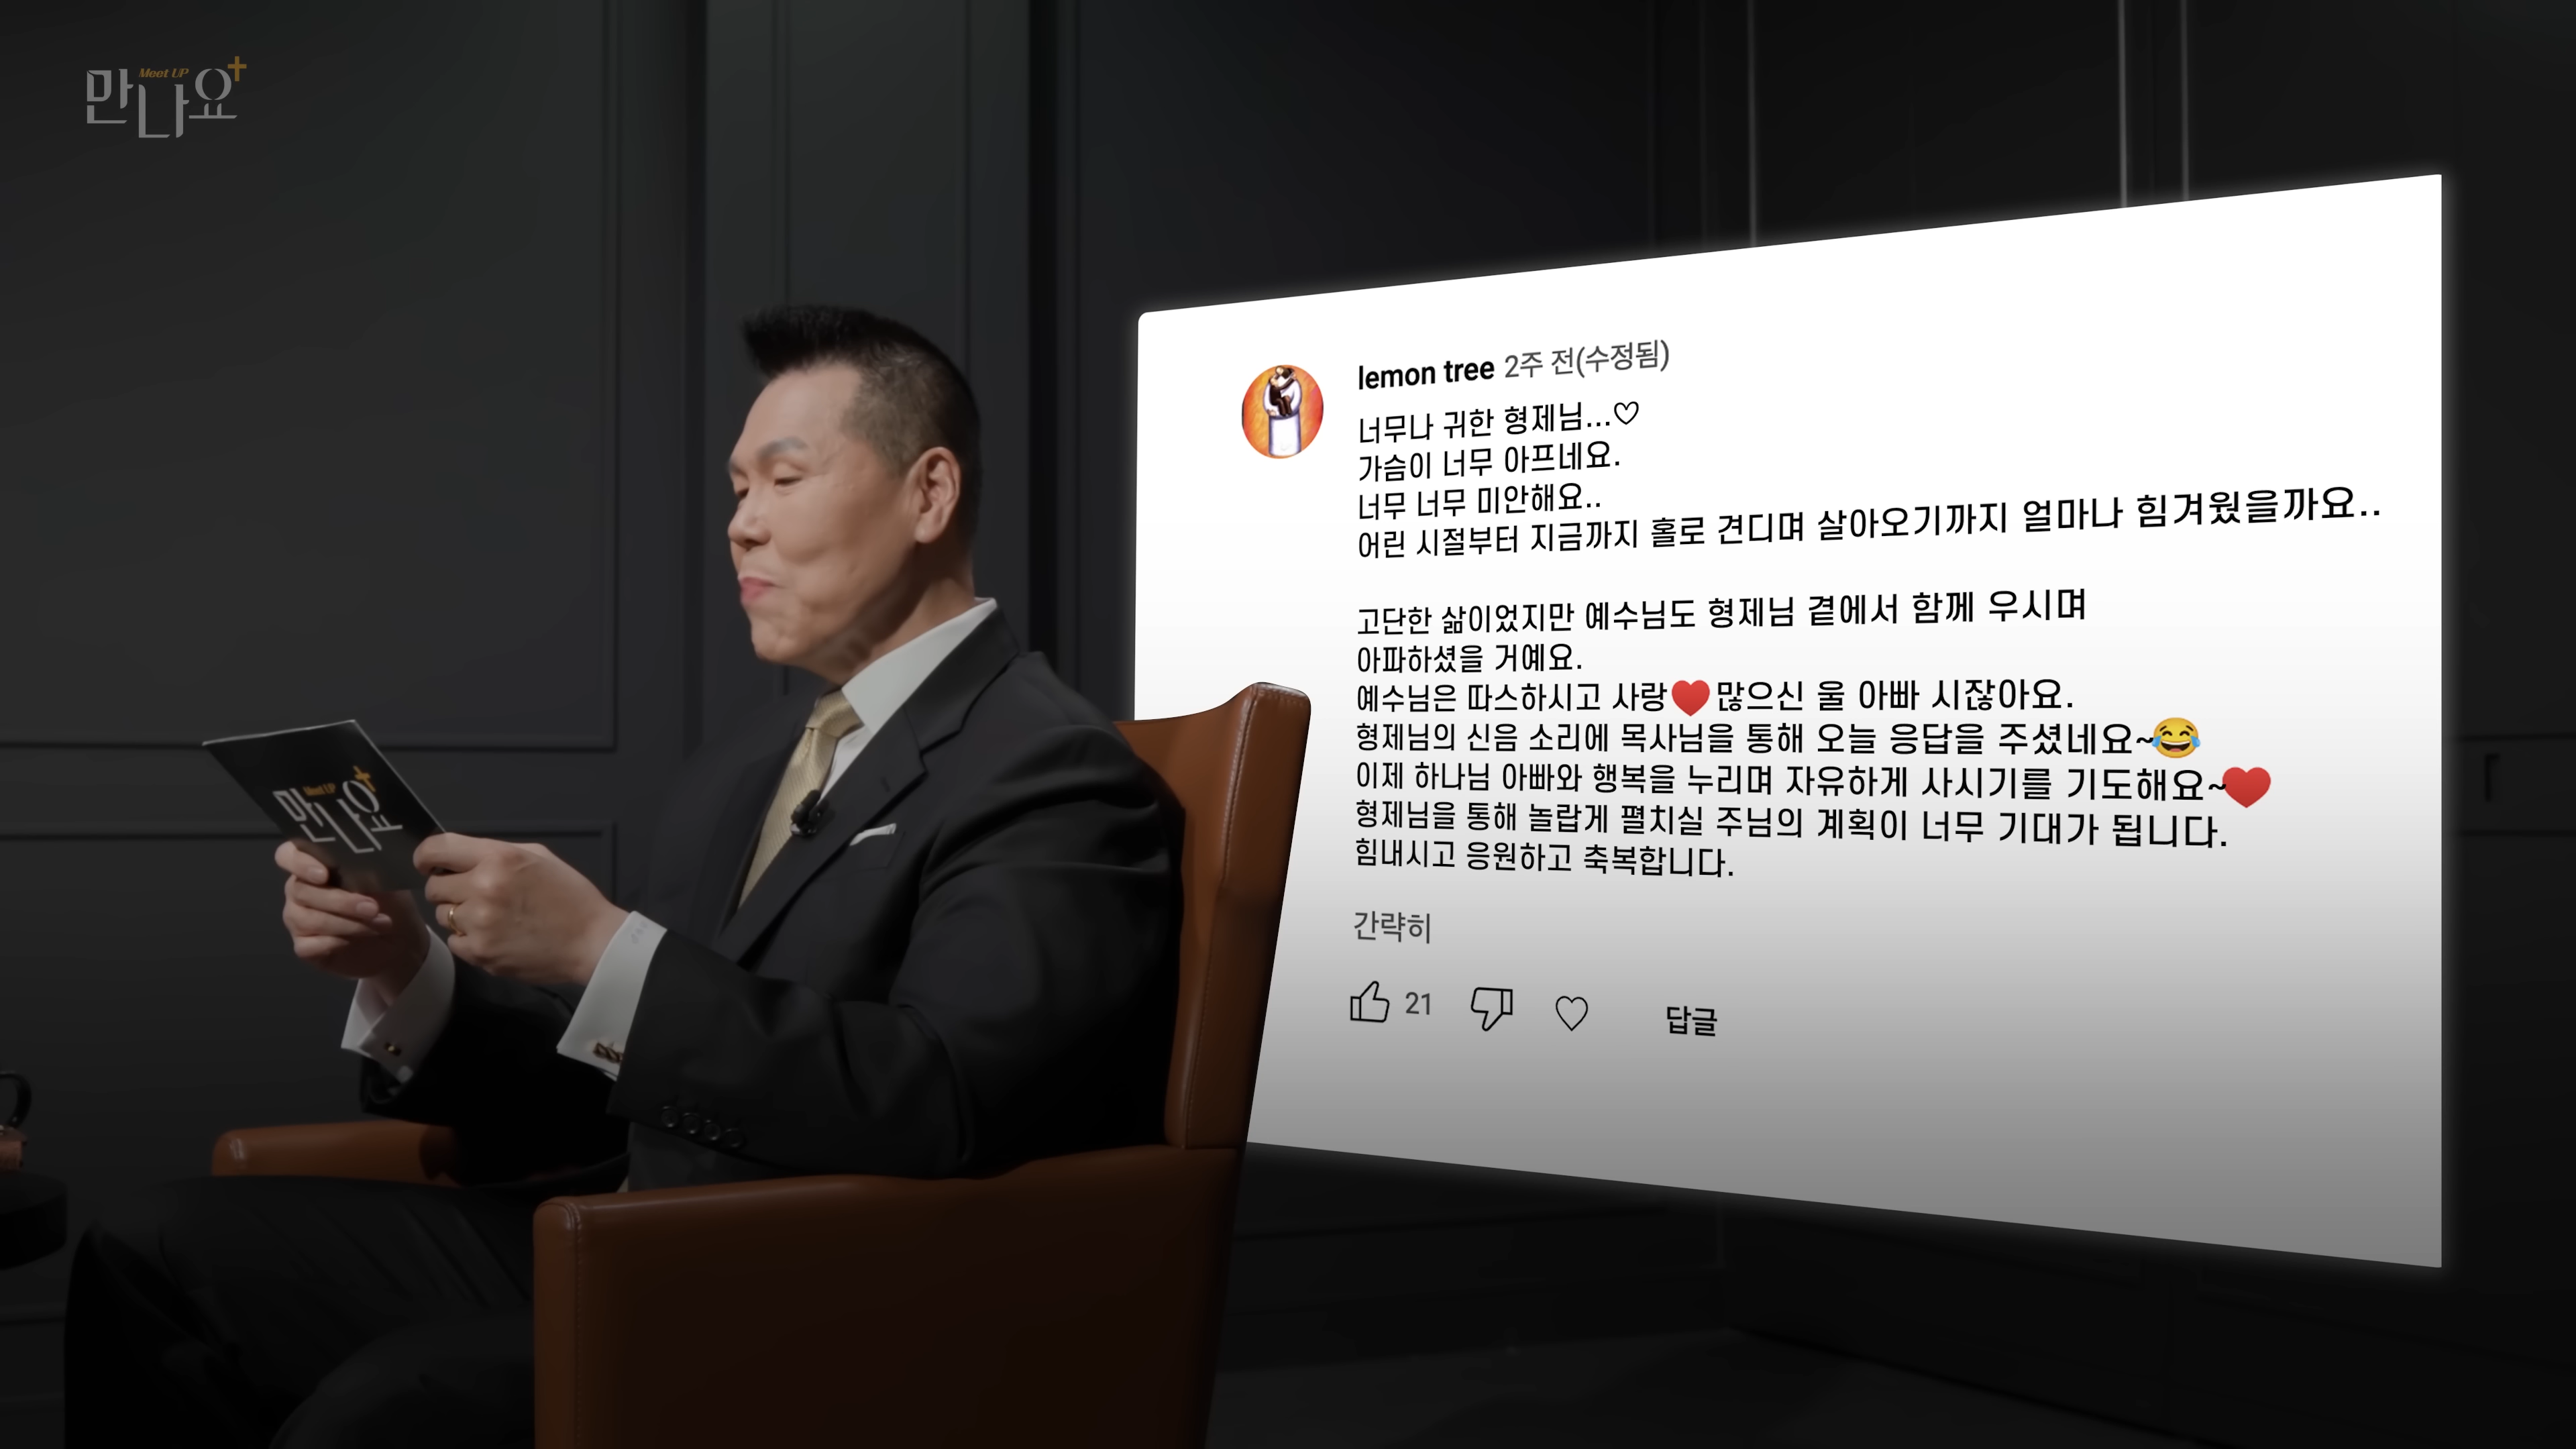 만나요
Meet UP
lemon tree 2주 전(수정됨)
너무나 귀한 형제님...♡
가슴이 너무 아프네요.
너무 너무 미안해요..
어린 시절부터 지금까지 홀로 견디며 살아오기까지 얼마나 힘겨웠을까요..
고단한 삶이었지만 예수님도 형제님 곁에서 함께 우시며
아파하셨을 거예요.
예수님은 따스하시고 사랑❤️많으신 울 아빠 시잖아요.
형제님의 신음 소리에 목사님을 통해 오늘 응답을 주셨네요~😂
이제 하나님 아빠와 행복을 누리며 자유하게 사시기를 기도해요~❤️
형제님을 통해 놀랍게 펼치실 주님의 계획이 너무 기대가 됩니다.
힘내시고 응원하고 축복합니다.
간략히
21
답글
만나요
Meet UP